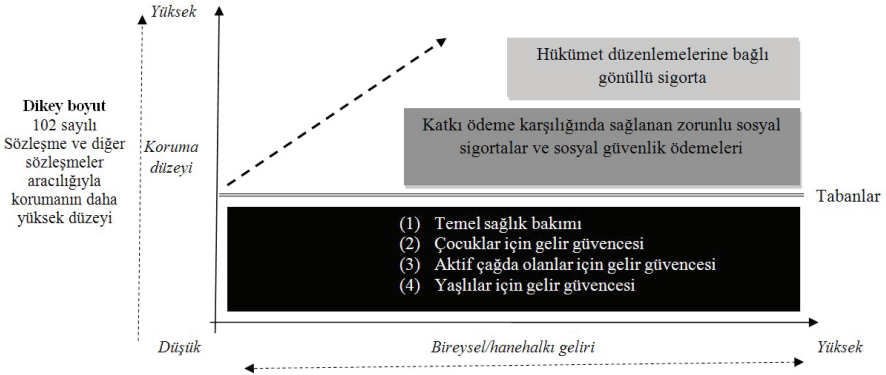 Yüksek
Dikey boyut
102 sayılı
Sözleşme ve diğer
sözleşmeler
aracılığıyla
korumanın daha
yüksek düzeyi
Koruma
düzeyi
Hükümet düzenlemelerine bağlı
gönüllü sigorta
Katkı ödeme karşılığında sağlanan zorunlu sosyal
sigortalar ve sosyal güvenlik ödemeleri
Tabanlar
(1) Temel sağlık bakımı
(2) Çocuklar için gelir güvencesi
(3) Aktif çağda olanlar için gelir güvencesi
(4) Yaşlılar için gelir güvencesi
Düşük
Bireysel/hanehalkı geliri
Yüksek